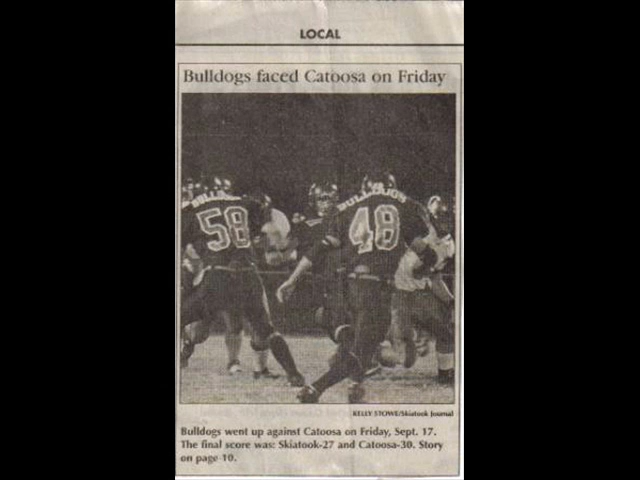 LOCAL
Bulldogs faced Catoosa on Friday
BULLDOGS
58
48
KELLY STOWE/Skiatook Journal
Bulldogs went up against Catoosa on Friday, Sept. 17.
The final score was: Skiatook-27 and Catoosa-30. Story
on page 10.